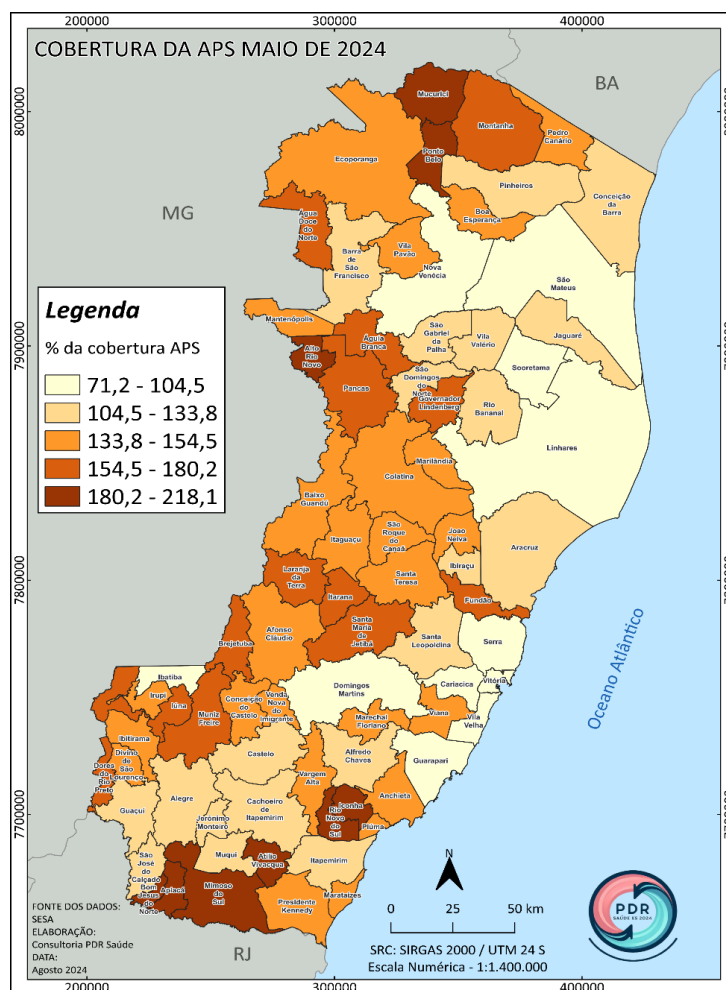 200000
300000
400000
COBERTURA DA APS MAIO DE 2024
BA
8000000
Mucurici
Montanha
Pedro
Canário
Ponto
Belo
Ecoporanga
Pinheiros
Conceição
da
Barra
MG
Água
Doce do
Norte
Boa
Esperança
Barra
de
São
Francisco
Vila
Pavão
Nova
Venécia
São
Mateus
Legenda
% da cobertura APS
71,2 - 104,5
104,5 - 133,8
133,8 - 154,5
154,5 - 180,2
180,2 - 218,1
7900000
Mantenópolis
Águia
Branca
São
Gabriel
da Palha
Vila
Valério
Jaguaré
Alto
Rio
Novo
Pancas
São
Domingos
do
Norte
Sooretama
Governador
Lindenberg
Rio
Bananal
Linhares
Marilândia
Colatina
Baixo
Guandú
São
Roque
do
Canaã
João
Neiva
Itaguaçu
Aracruz
Ibiraçu
7800000
Laranja
da Terra
Santa
Teresa
Itarana
Fundão
Santa
Maria
de
Jetibá
Afonso
Cláudio
Brejetuba
Santa
Leopoldina
Serra
Oceano Atlântico
Ibatiba
Domingos
Martins
Cariacica
Vitória
Irupi
Iúna
Muniz
Freire
Conceição
do
Castelo
Venda
Nova
do
Imigrante
Marechal
Floriano
Viana
Vila
Velha
Ibitirama
Divino
de São
Lourenço
Castelo
Alfredo
Chaves
Guarapari
Dores
do Rio
Preto
Vargem
Alta
Anchieta
7700000
Guaçuí
Alegre
Cachoeiro
de
Itapemirim
Iconha
Rio
Novo do
Sul
Jerônimo
Monteiro
Piúma
São
José
do
Calçado
Muqui
Atílio
Vivacqua
Itapemirim
Bom
Jesus
do
Norte
Apiacá
Mimoso
do
Sul
Presidente
Kennedy
Marataízes
N
0 25 50 km
SRC: SIRGAS 2000 / UTM 24 S
Escala Numérica - 1:1.400.000
PDR
SAÚDE ES 2024
FONTE DOS DADOS:
SESA
ELABORAÇÃO:
Consultoria PDR Saúde
DATA:
Agosto 2024
RJ
200000
300000
400000